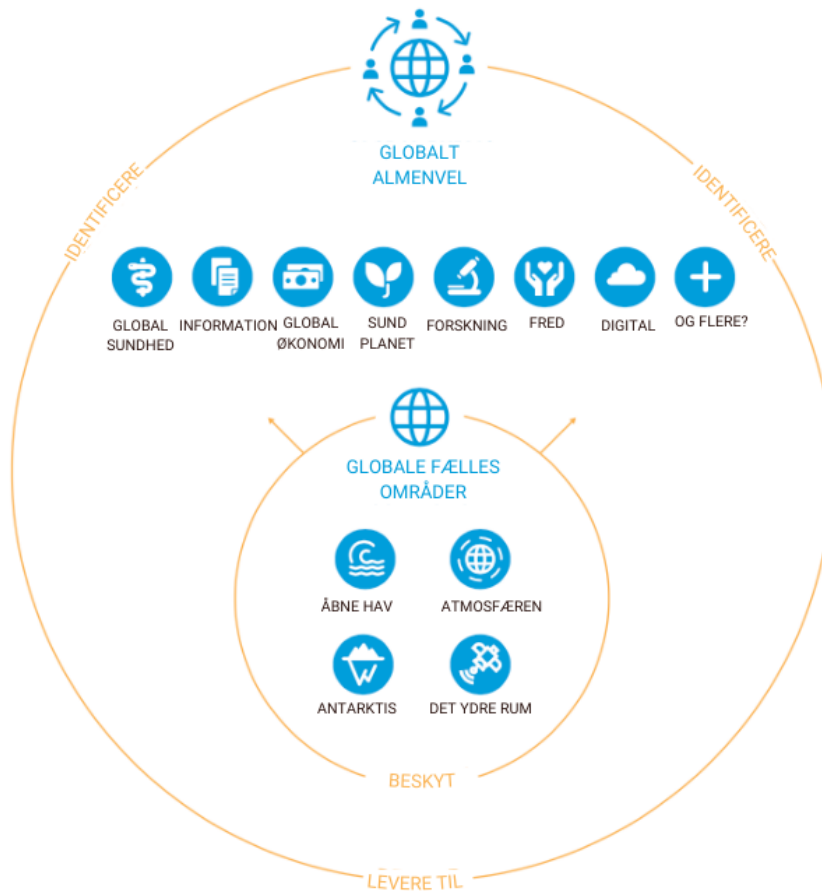 GLOBALT
ALMENVEL
IDENTIFICERE
IDENTIFICERE
GLOBAL
SUNDHED
INFORMATION
GLOBAL
ØKONOMI
SUND
PLANET
FORSKNING
FRED
DIGITAL
OG FLERE?
GLOBALE FÆLLES
OMRÅDER
ÅBNE HAV
ATMOSFÆREN
ANTARKTIS
DET YDRE RUM
BESKYT
LEVERE TIL